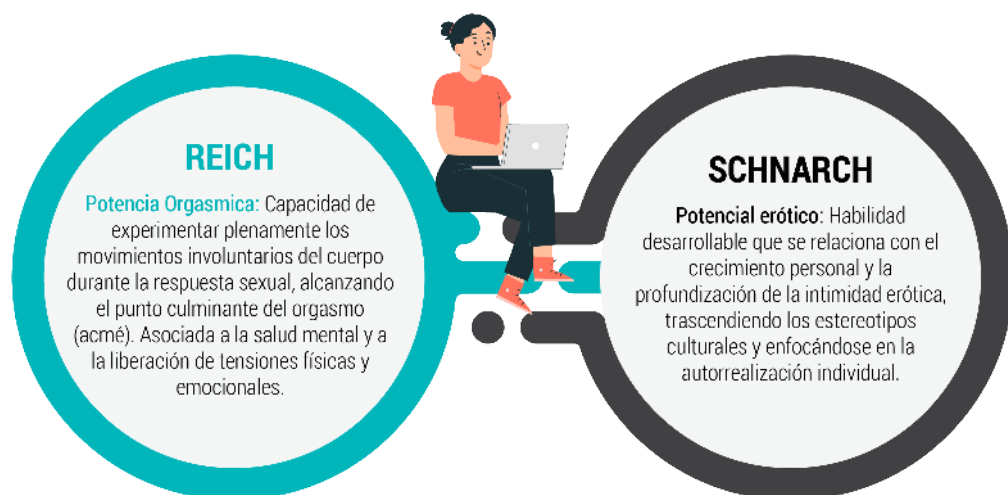 REICH
Potencia Orgasmica: Capacidad de
experimentar plenamente los
movimientos involuntarios del cuerpo
durante la respuesta sexual, alcanzando
el punto culminante del orgasmo
(acmé). Asociada a la salud mental y a
la liberación de tensiones físicas y
emocionales.
SCHNARCH
Potencial erótico: Habilidad
desarrollable que se relaciona con el
crecimiento personal y la
profundización de la intimidad erótica,
trascendiendo los estereotipos
culturales y enfocándose en la
autorrealización individual.